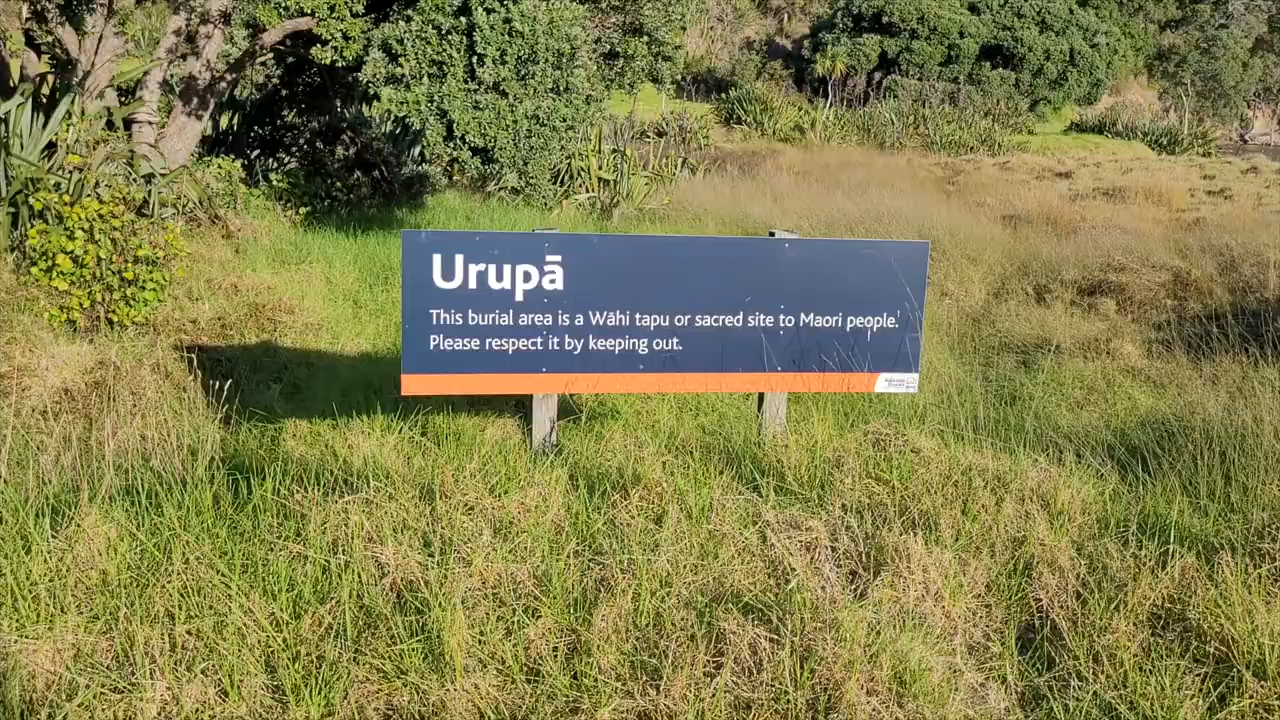 Urupā
This burial area is a Wāhi tapu or sacred site to Maori people.
Please respect it by keeping out.